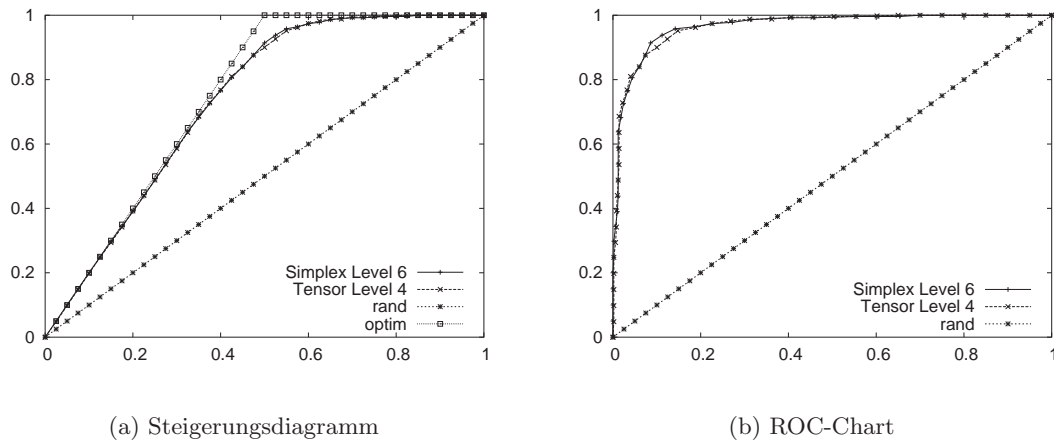 1
0.8
0.6
0.4
0.2
0
0 0.2 0.4 0.6 0.8 1
Simplex Level 6
Tensor Level 4
rand
optim
(a) Steigerungsdiagramm
1
0.8
0.6
0.4
0.2
0
0 0.2 0.4 0.6 0.8 1
Simplex Level 6
Tensor Level 4
rand
(b) ROC-Chart